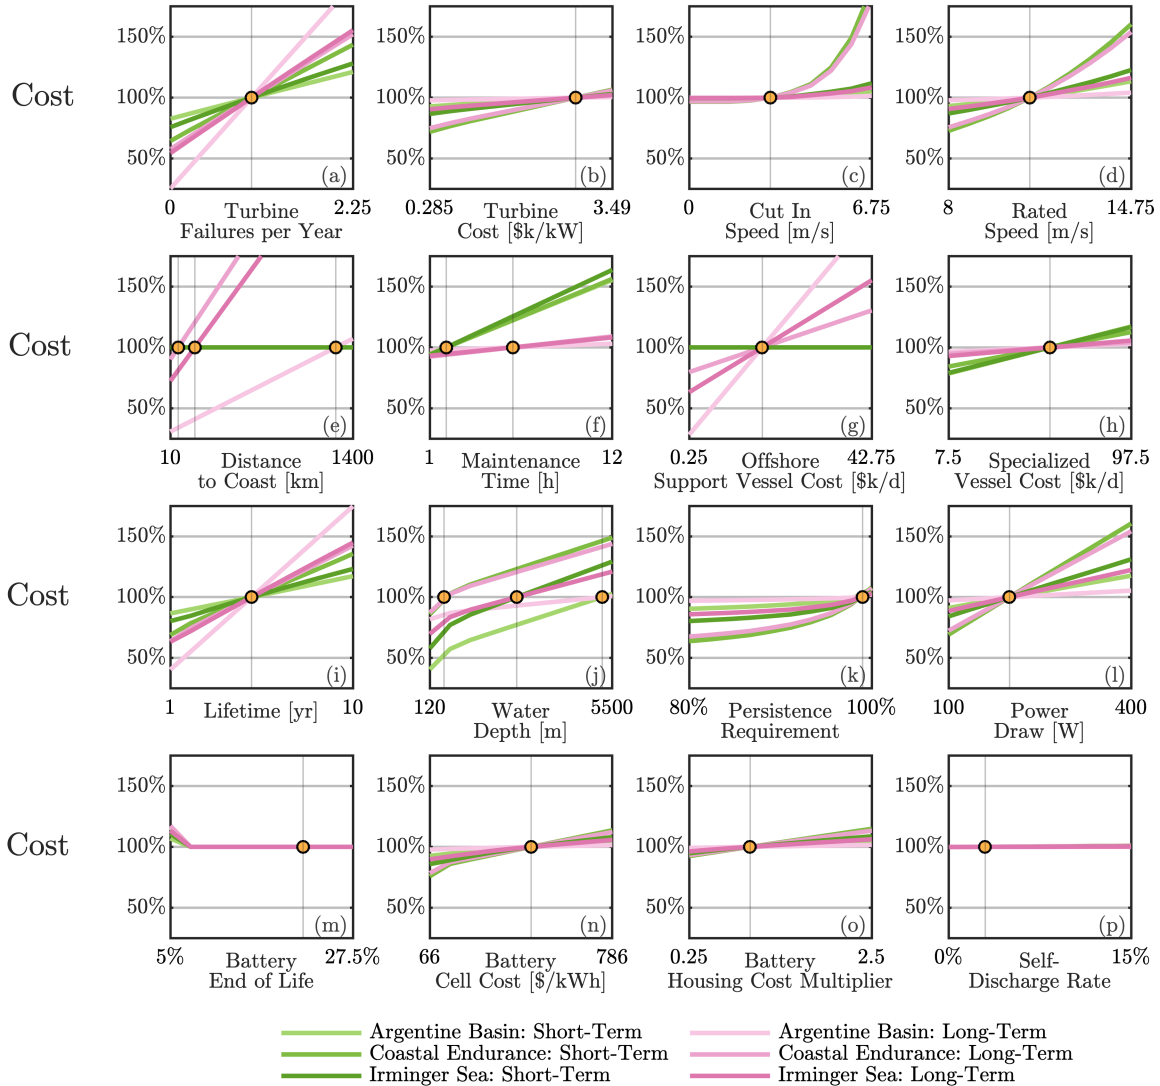 Cost
150%
100%
50%
(a)
0
2.25
Turbine
Failures per Year
150%
100%
50%
(b)
0.285
3.49
Turbine
Cost [$k/kW]
150%
100%
50%
(c)
0
6.75
Cut In
Speed [m/s]
150%
100%
50%
(d)
8
14.75
Rated
Speed [m/s]
Cost
150%
100%
50%
(e)
10
1400
Distance
to Coast [km]
150%
100%
50%
(f)
1
12
Maintenance
Time [h]
150%
100%
50%
(g)
0.25
42.75
Offshore
Support Vessel Cost [$k/d]
150%
100%
50%
(h)
7.5
97.5
Specialized
Vessel Cost [$k/d]
Cost
150%
100%
50%
(i)
1
10
Lifetime [yr]
150%
100%
50%
(j)
120
5500
Water
Depth [m]
150%
100%
50%
(k)
80%
100%
Persistence
Requirement
150%
100%
50%
(l)
100
400
Power
Draw [W]
Cost
150%
100%
50%
(m)
5%
27.5%
Battery
End of Life
150%
100%
50%
(n)
66
786
Battery
Cell Cost [$/kWh]
150%
100%
50%
(o)
0.25
2.5
Battery
Housing Cost Multiplier
150%
100%
50%
(p)
0%
15%
Self-
Discharge Rate
Argentine Basin: Short-Term
Coastal Endurance: Short-Term
Irminger Sea: Short-Term
Argentine Basin: Long-Term
Coastal Endurance: Long-Term
Irminger Sea: Long-Term